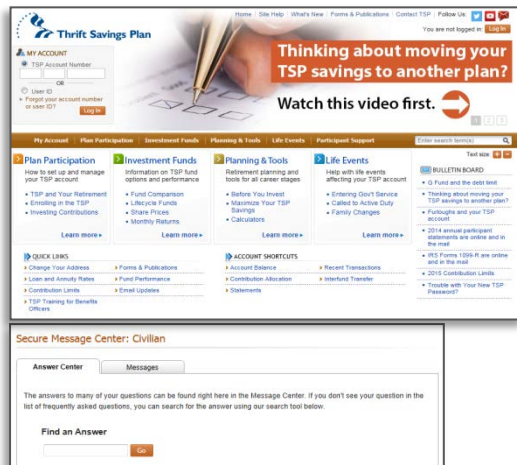 Home | Site Help | What's New | Forms & Publications | Contact TSP | Follow Us:
You are not logged in. Log In
Thrift Savings Plan
MY ACCOUNT
TSP Account Number
OR
User ID
Forgot your account number or user ID?
Log In
Thinking about moving your
TSP savings to another plan?
Watch this video first.
1 2 3
My Account | Plan Participation | Investment Funds | Planning & Tools | Life Events | Participant Support
Enter search term(s)
Text size:
Plan Participation
How to set up and manage
your TSP account
TSP and Your Retirement
Enrolling in the TSP
Investing Contributions
Learn more
Investment Funds
Information on TSP fund
options and performance
Fund Comparison
Lifecycle Funds
Share Prices
Monthly Returns
Learn more
Planning & Tools
Retirement planning and
tools for all career stages
Before You Invest
Maximize Your TSP
Savings
Calculators
Learn more
Life Events
Help with life events
affecting your TSP account
Entering Gov't Service
Called to Active Duty
Family Changes
Learn more
BULLETIN BOARD
G Fund and the debt limit
Thinking about moving your
TSP savings to another plan?
Furloughs and your TSP
account
2014 annual participant
statements are online and in
the mail
IRS Forms 1099-R are online
and in the mail
2015 Contribution Limits
Trouble with Your New TSP
Password?
QUICK LINKS
Change Your Address
Loan and Annuity Rates
Contribution Limits
TSP Training for Benefits
Officers
Forms & Publications
Fund Performance
Email Updates
ACCOUNT SHORTCUTS
Account Balance
Contribution Allocation
Statements
Recent Transactions
Interfund Transfer
Secure Message Center: Civilian
Answer Center
Messages
The answers to many of your questions can be found right here in the Message Center. If you don't see your question in the
list of frequently asked questions, you can search for the answer using our search tool below.
Find an Answer
Go